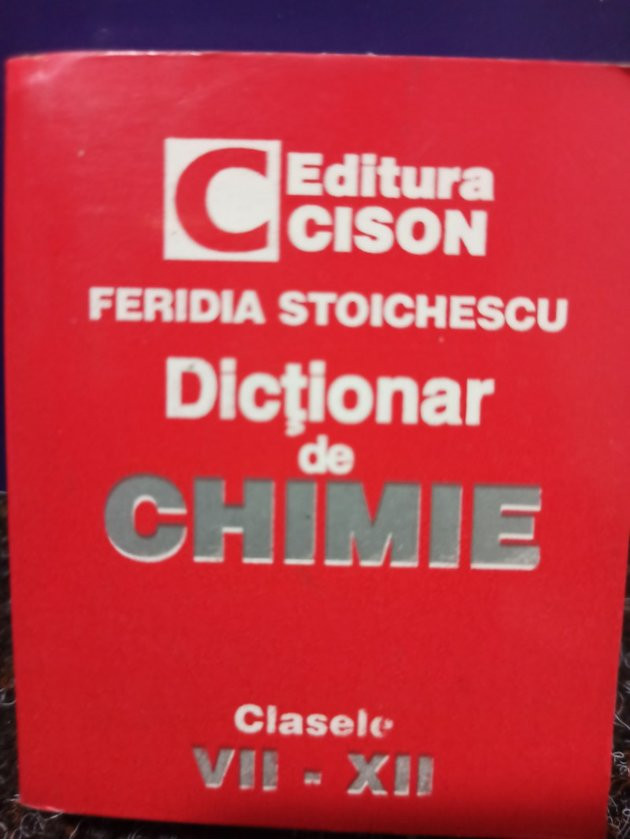 C Editura
CISON
FERIDIA STOICHESCU
Dicţionar
de
CHIMIE
Clasele
VII - XII